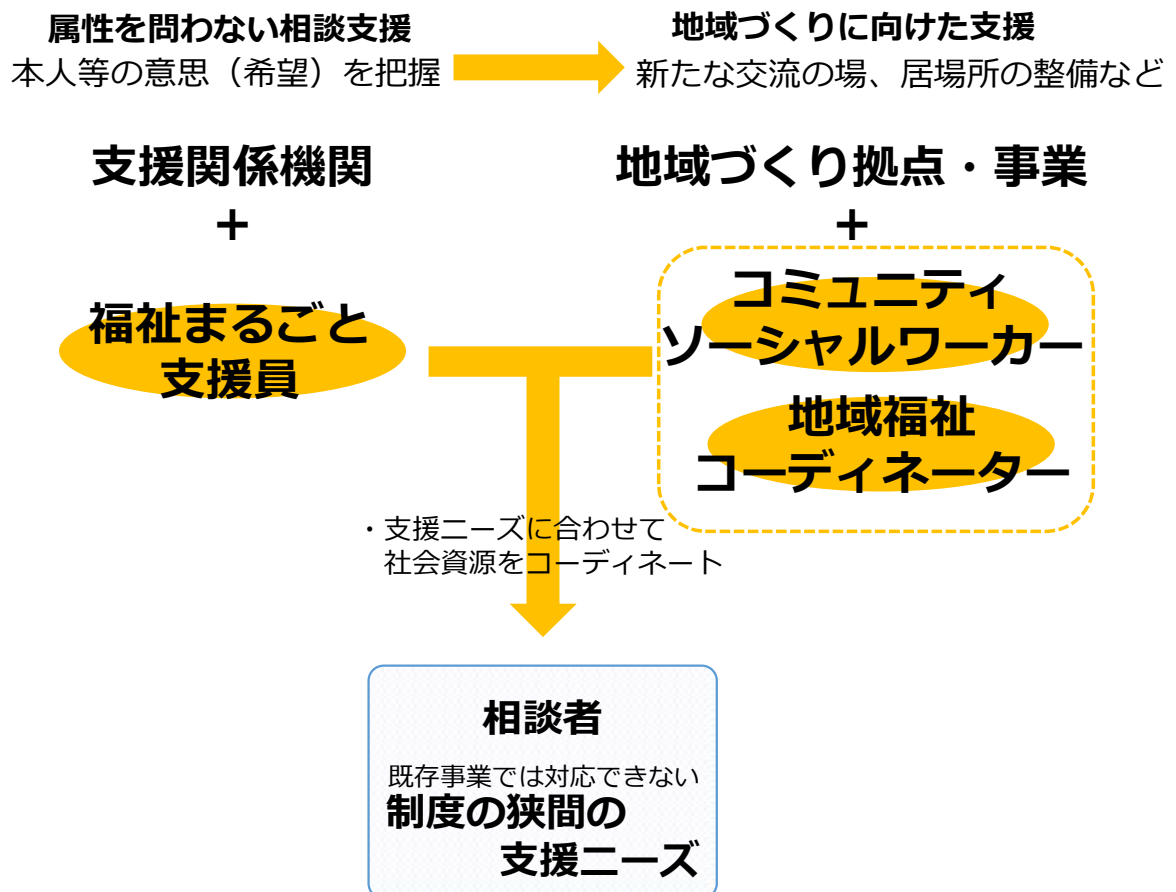 属性を問わない相談支援
本人等の意思（希望）を把握
地域づくりに向けた支援
新たな交流の場、居場所の整備など
支援関係機関
+
福祉まるごと
支援員
地域づくり拠点・事業
+
コミュニティ
ソーシャルワーカー
地域福祉
コーディネーター
・支援ニーズに合わせて
社会資源をコーディネート
相談者
既存事業では対応できない
制度の狭間の
支援ニーズ